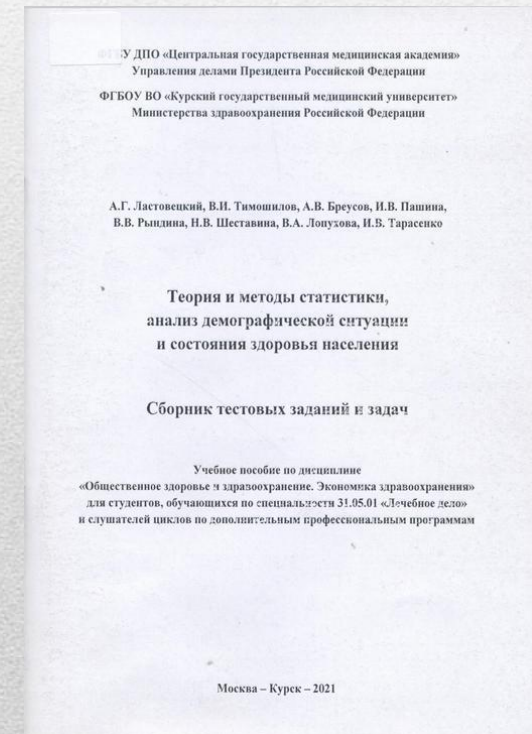 У ДПО «Центральная государственная медицинская академия»
Управления делами Президента Российской Федерации
ФГБОУ ВО «Курский государственный медицинский университет»
Министерства здравоохранения Российской Федерации
А.Г. Ластовецкий, В.И. Тимошилов, А.В. Бреусов, И.В. Пашина,
В.В. Рындина, Н.В. Шеставина, В.А. Лопухова, И.В. Тарасенко
Теория и методы статистики,
анализ демографической ситуации
и состояния здоровья населения
Сборник тестовых заданий и задач
Учебное пособие по дисциплине
«Общественное здоровье и здравоохранение. Экономика здравоохранения»
для студентов, обучающихся по специальности 31.05.01 «Лечебное дело»
и слушателей циклов по дополнительным профессиональным программам
Москва – Курск – 2021